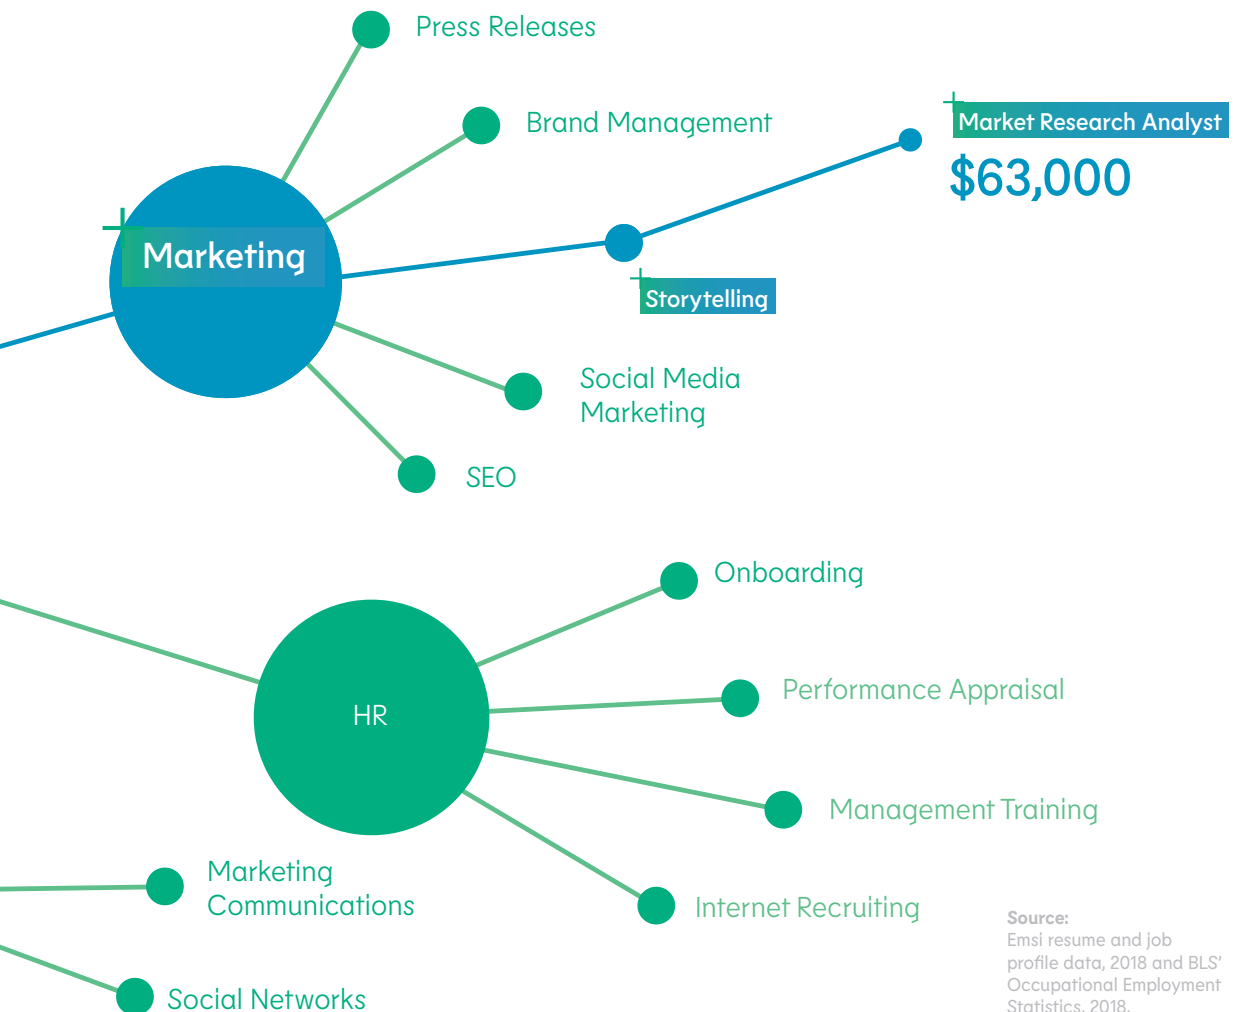 Press Releases
Brand Management
Market Research Analyst
$63,000
Marketing
Storytelling
Social Media
Marketing
SEO
Onboarding
Performance Appraisal
HR
Management Training
Marketing
Communications
Internet Recruiting
Social Networks
Source:
Emsi resume and job
profile data, 2018 and BLS’
Occupational Employment
Statistics, 2018.